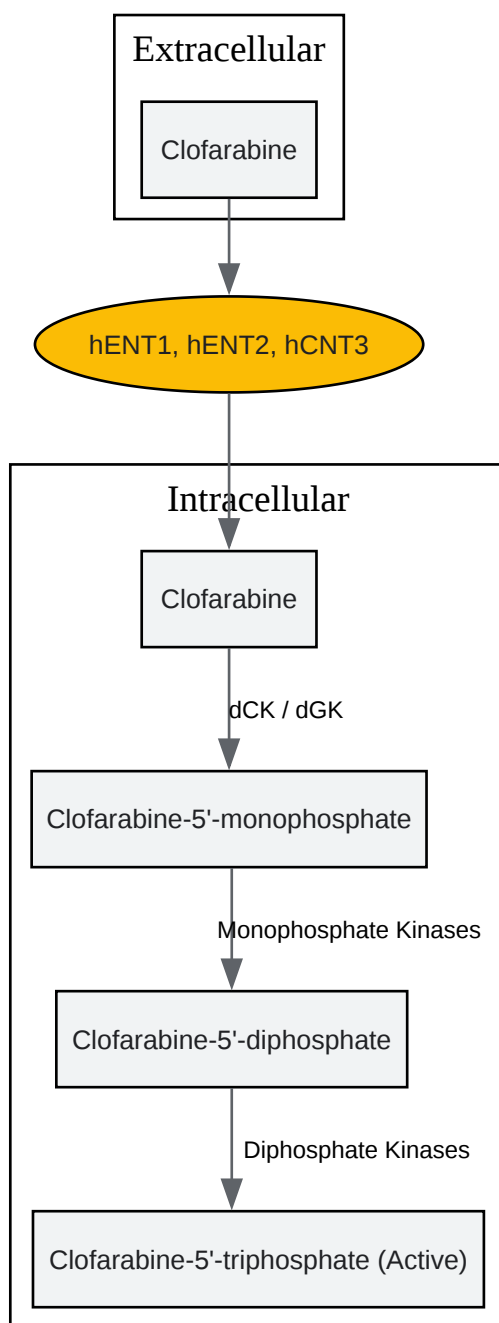 Extracellular
Clofarabine
hENT1, hENT2, hCNT3
Intracellular
Clofarabine
dCK / dGK
Clofarabine-5'-monophosphate
Monophosphate Kinases
Clofarabine-5'-diphosphate
Diphosphate Kinases
Clofarabine-5'-triphosphate (Active)